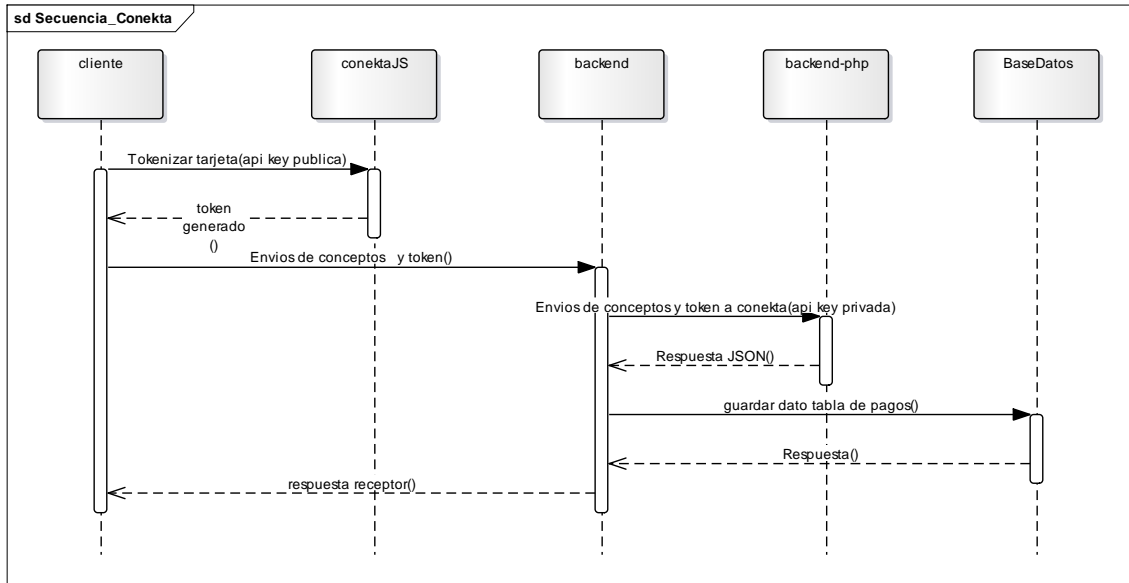 sd Secuencia_Conekta
cliente
conektaJS
backend
backend-php
BaseDatos
Tokenizar tarjeta(api key publica)
token
generado
()
Envios de conceptos   y token()
Envios de conceptos y token a conekta(api key privada)
Respuesta JSON()
guardar dato tabla de pagos()
Respuesta()
respuesta receptor()